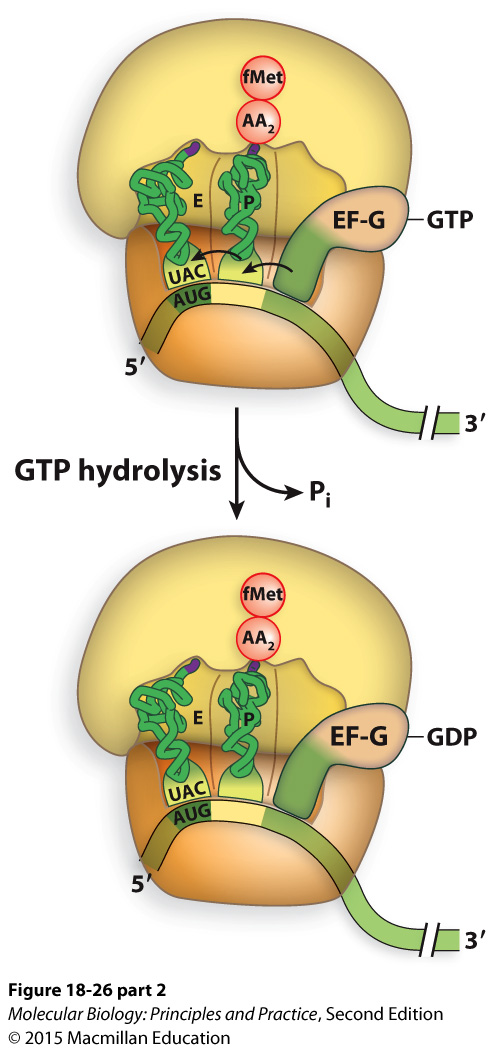 fMet
AA2
E
P
EF-G
GTP
UAC
AUG
5′
3′
GTP hydrolysis
Pi
fMet
AA2
E
P
EF-G
GDP
UAC
AUG
5′
3′
Figure 18-26 part 2
Molecular Biology: Principles and Practice, Second Edition
© 2015 Macmillan Education